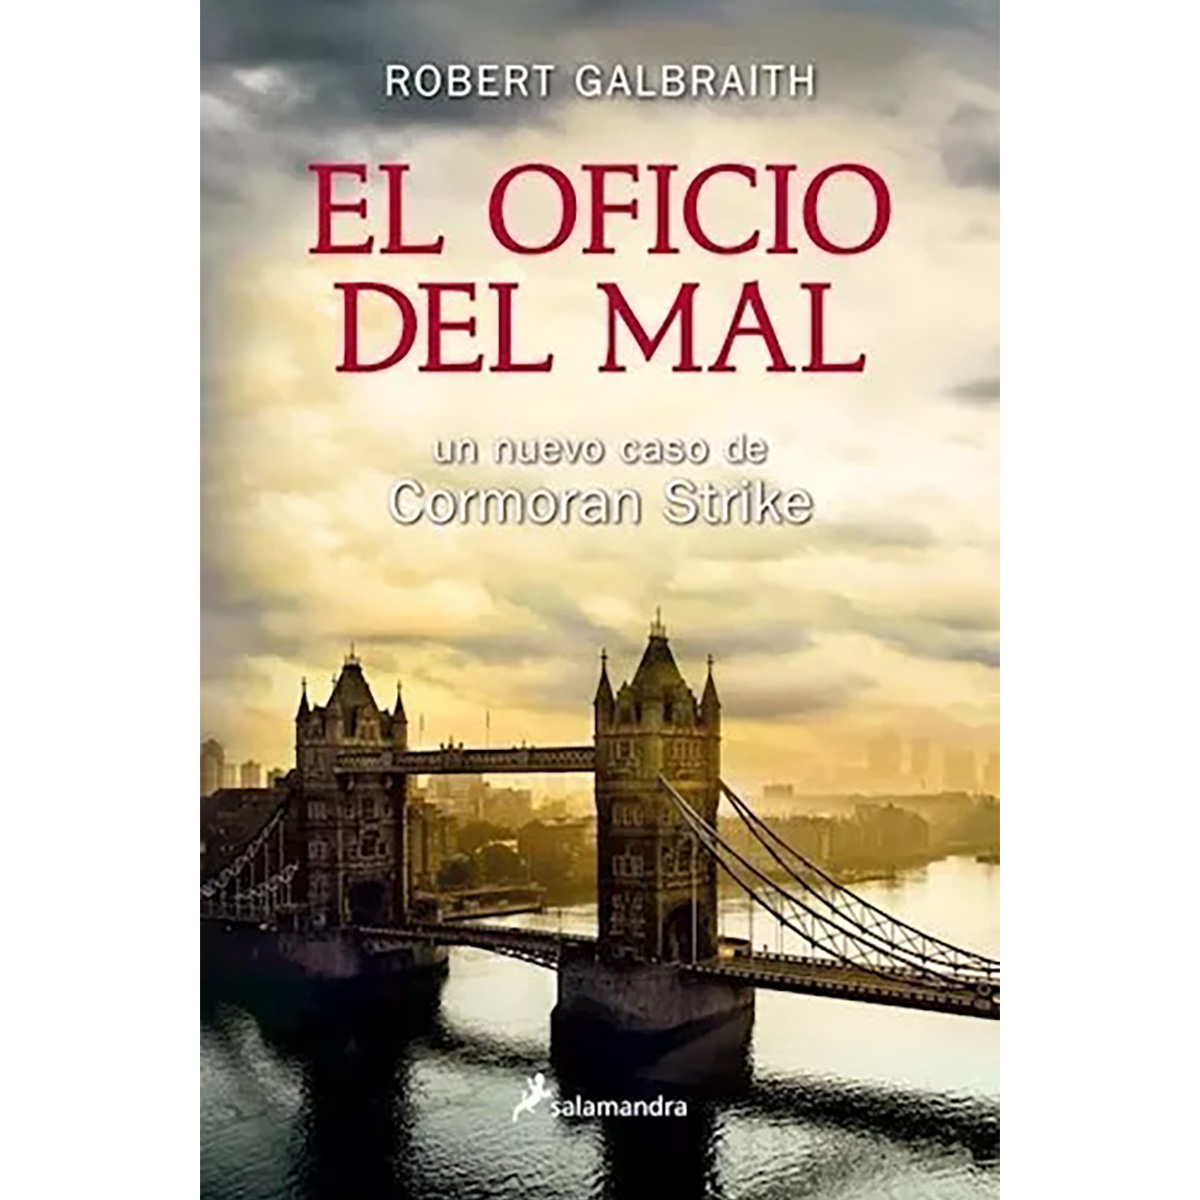 ROBERT GALBRAITH
EL OFICIO
DEL MAL
un nuevo caso de
Cormoran Strike
salamandra